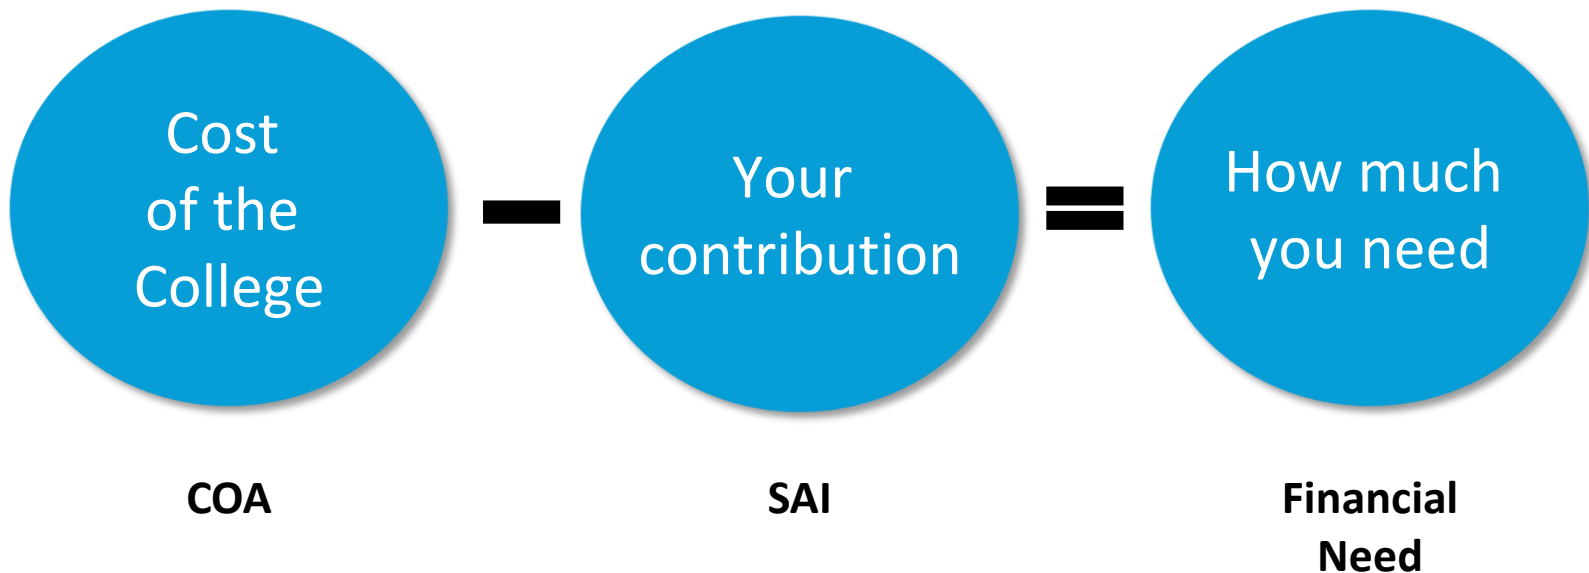 Cost
of the
College
Your
contribution
How much
you need
COA
SAI
Financial
Need